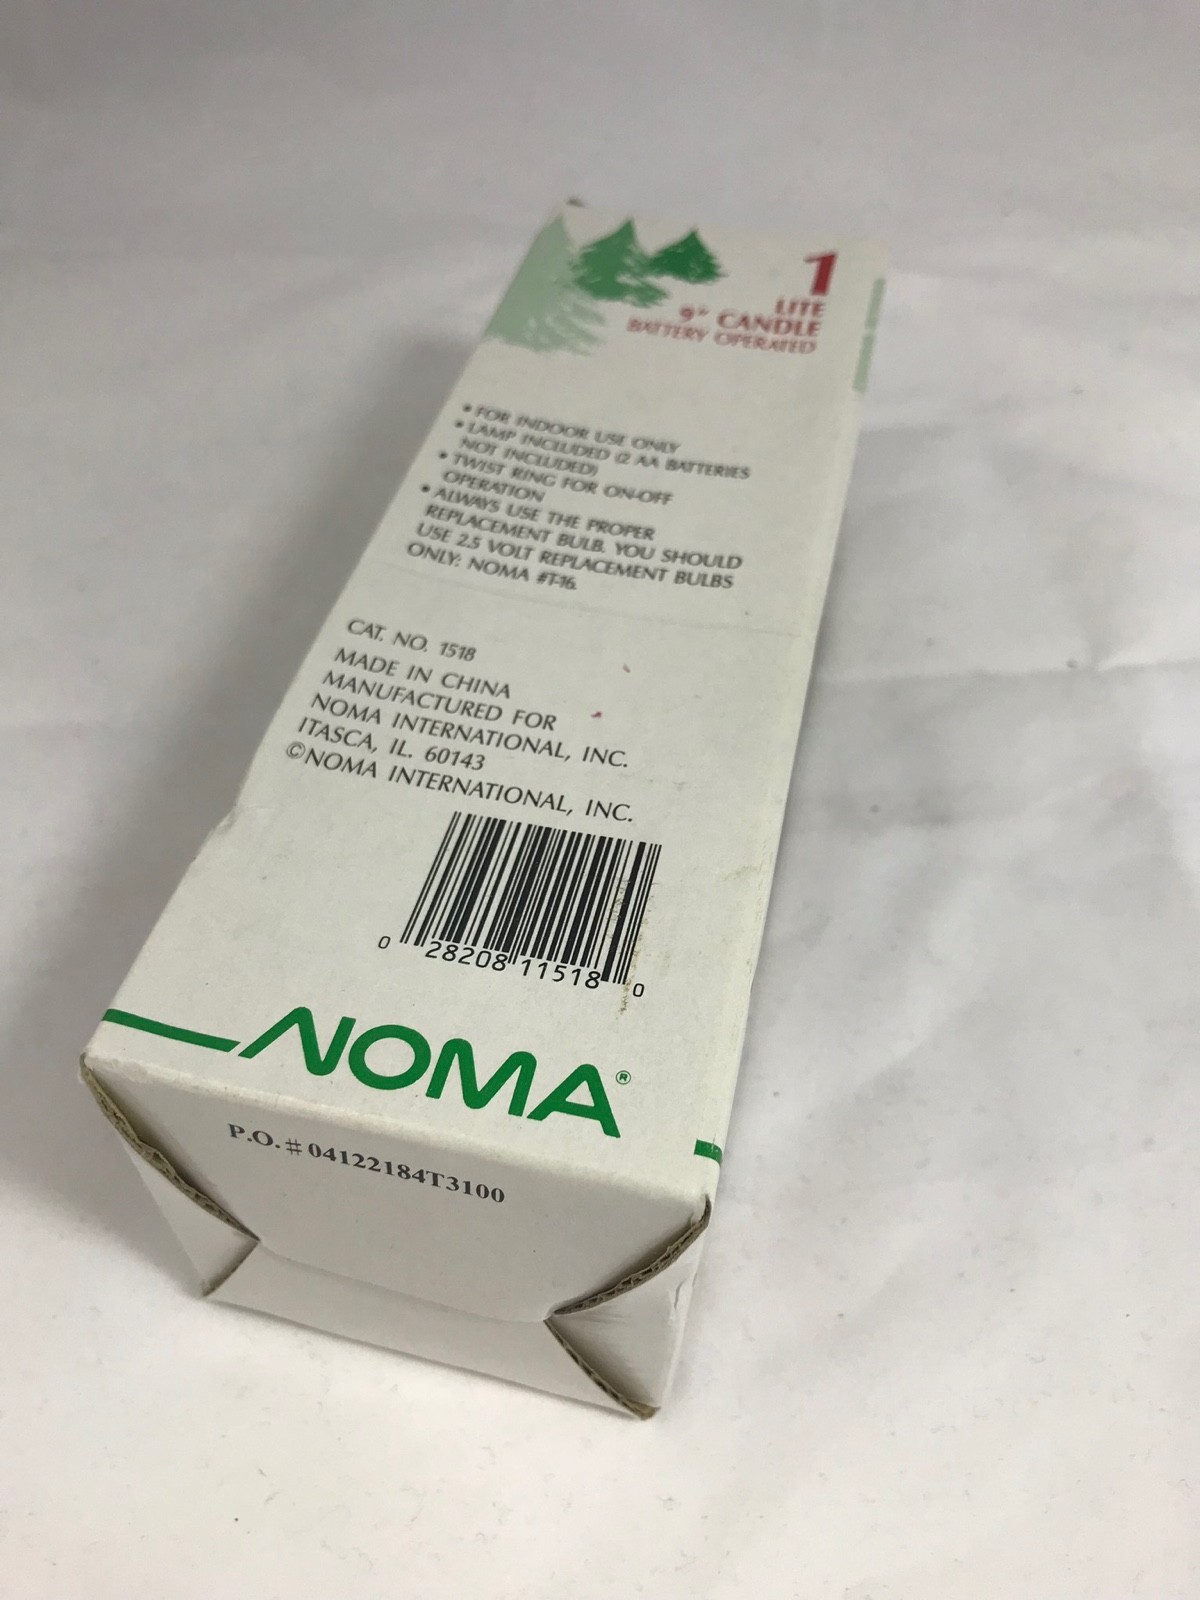 1
LITE
9" CANDLE
BATTERY OPERATED
• FOR INDOOR USE ONLY
• LAMP INCLUDED (2 AA BATTERIES
NOT INCLUDED)
• TWIST RING FOR ON-OFF
OPERATION
• ALWAYS USE THE PROPER
REPLACEMENT BULB. YOU SHOULD
USE 2.5 VOLT REPLACEMENT BULBS
ONLY: NOMA #T-16.
CAT. NO. 1518
MADE IN CHINA
MANUFACTURED FOR
NOMA INTERNATIONAL, INC.
ITASCA, IL. 60143
©NOMA INTERNATIONAL, INC.
0 28208 11518 0
NOMA®
P.O.#04122184T3100